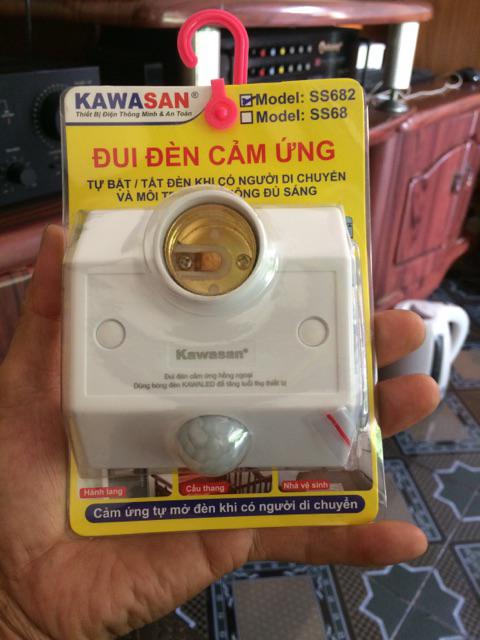 KAWASAN®
Thiết Bị Điện Thông Minh & An Toàn
Model: SS682
Model: SS68
ĐUI ĐÈN CẢM ỨNG
TỰ BẬT / TẮT ĐÈN KHI CÓ NGƯỜI DI CHUYỂN
VÀ MÔI ĐỦ SÁNG
Kawasan®
Đui đèn cảm ứng hồng ngoại
Dùng bóng đèn KAWALED để tăng tuổi thọ thiết bị
Hành lang
Cầu thang
Nhà vệ sinh
Cảm ứng tự mở đèn khi có người di chuyển